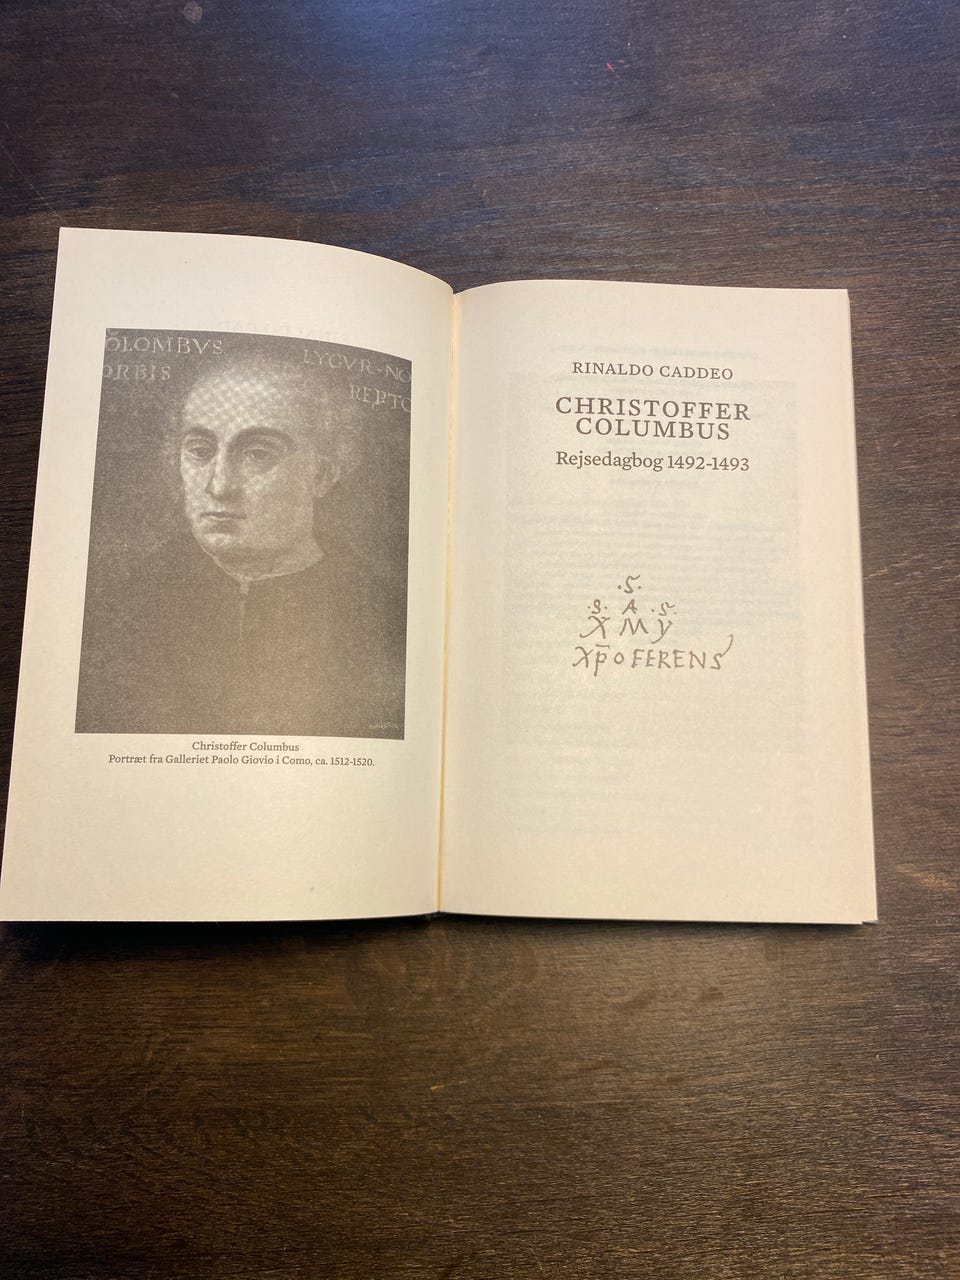 OLOMBVS
LYGVR·NO
ORBIS
REPTO
Christoffer Columbus
Portræt fra Galleriet Paolo Giovio i Como, ca. 1512-1520.
RINALDO CADDEO
CHRISTOFFER
COLUMBUS
Rejsedagbog 1492-1493
.S.
.S. A .S.
X M Y
Xp̄o FERENS